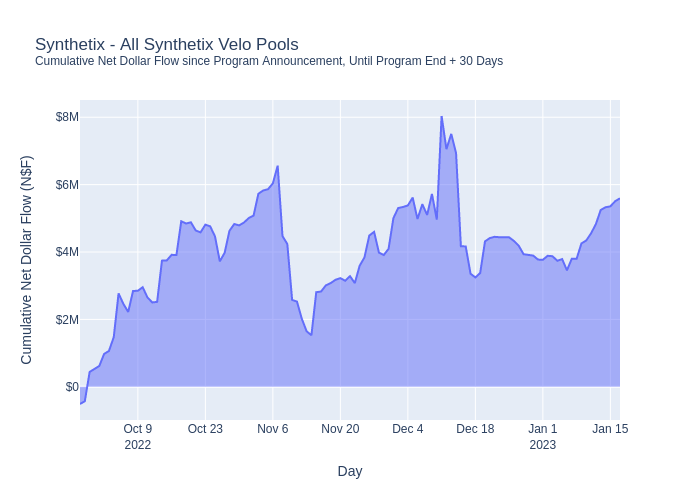 Synthetix - All Synthetix Velo Pools
Cumulative Net Dollar Flow since Program Announcement, Until Program End + 30 Days
Cumulative Net Dollar Flow (N$F)
$8M
$6M
$4M
$2M
$0
Oct 9
2022
Oct 23
Nov 6
Nov 20
Dec 4
Dec 18
Jan 1
2023
Jan 15
Day